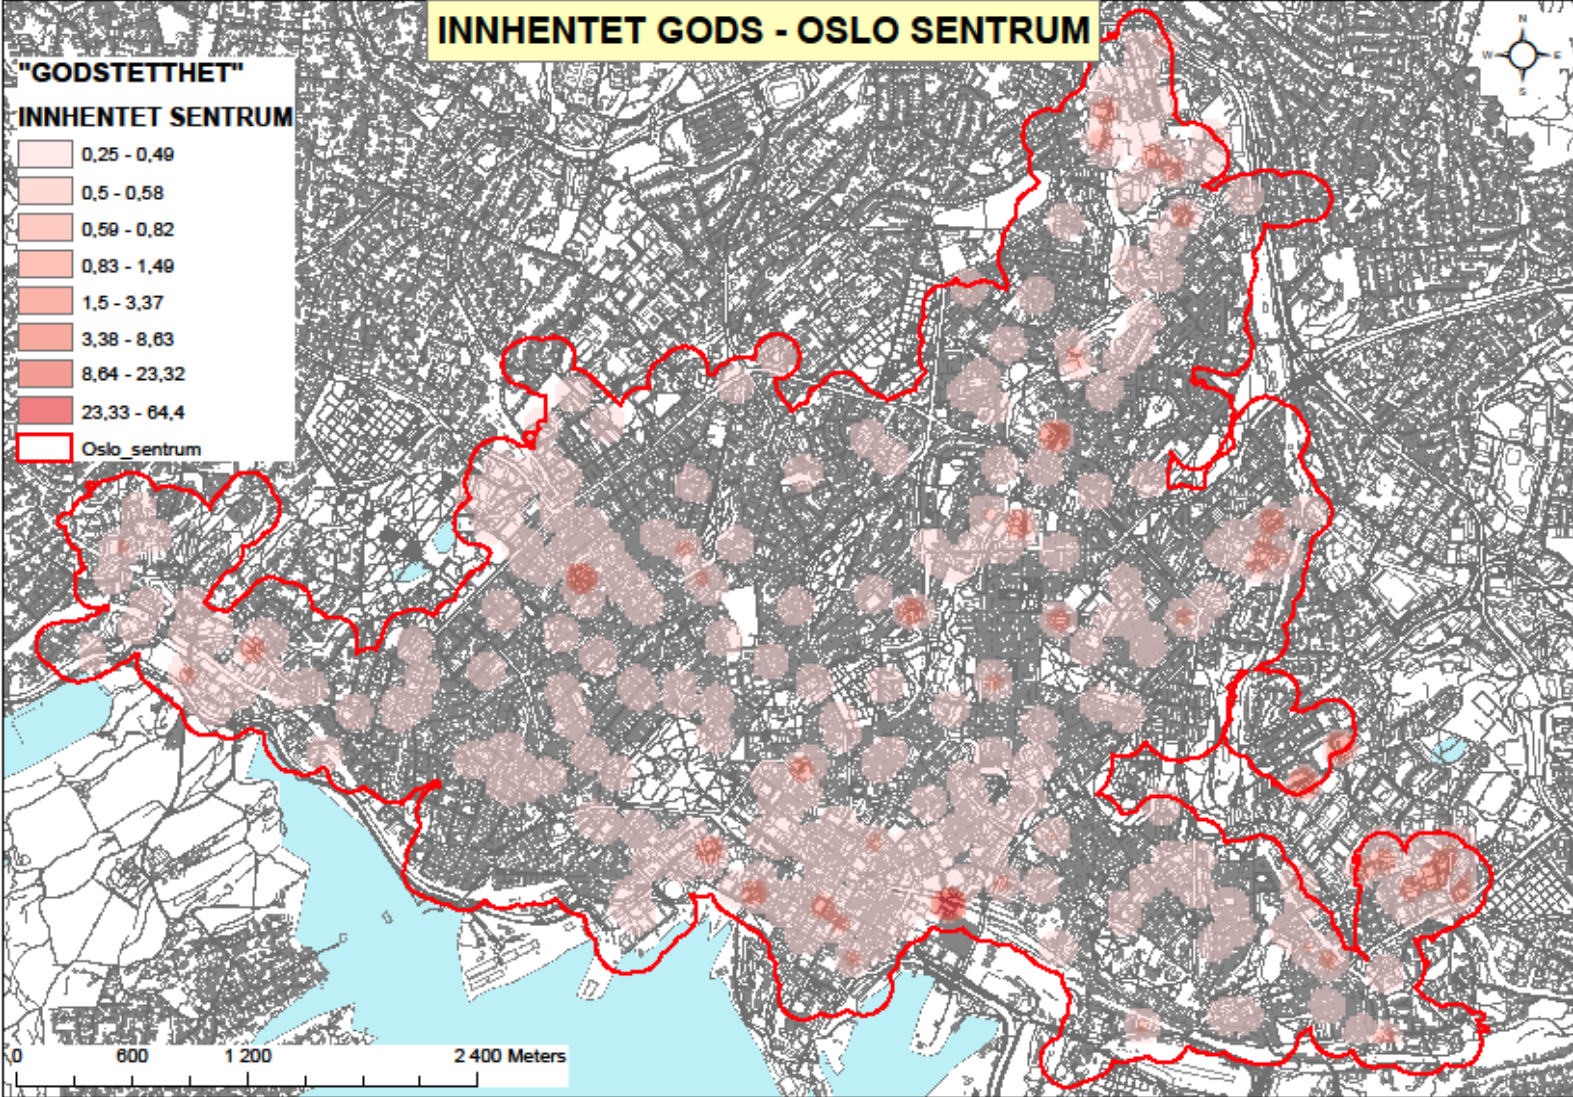 INNHENTET GODS - OSLO SENTRUM
"GODSTETTHET"
INNHENTET SENTRUM
0,25 - 0,49
0,5 - 0,58
0,59 - 0,82
0,83 - 1,49
1,5 - 3,37
3,38 - 8,63
8,64 - 23,32
23,33 - 64,4
Oslo_sentrum
N
W E
S
0 600 1 200 2 400 Meters